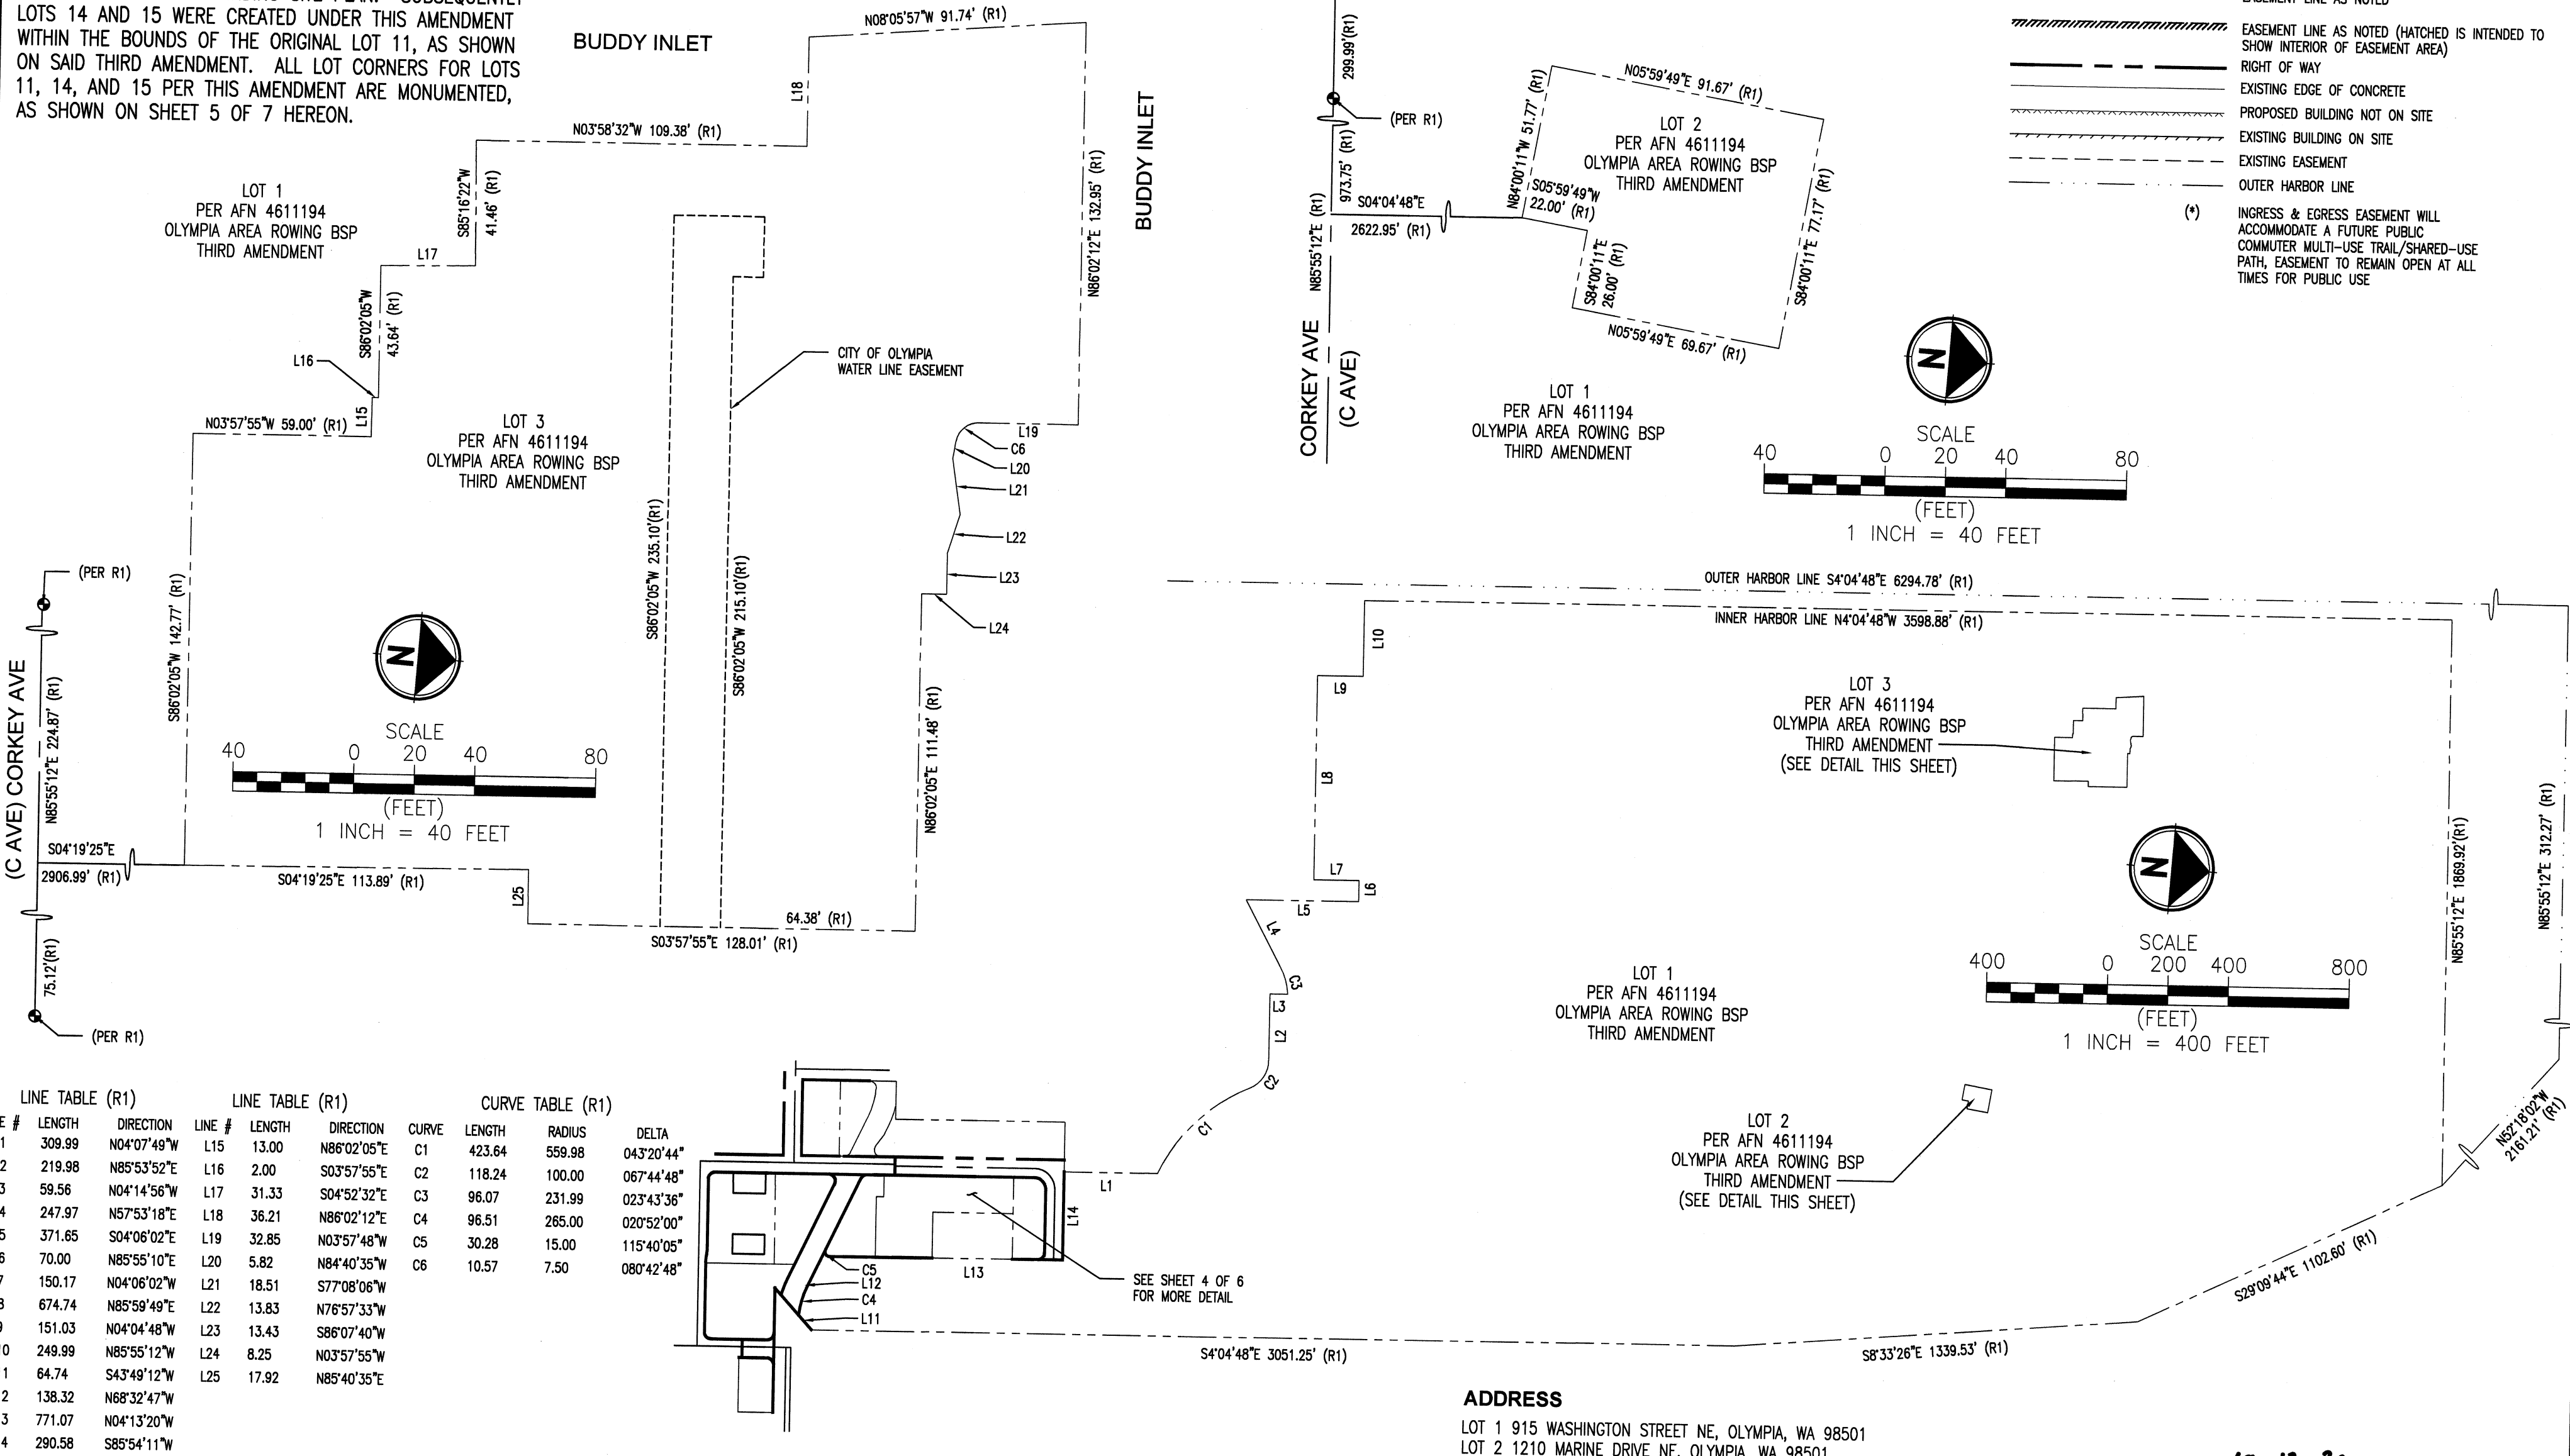 LOTS 14 AND 15 WERE CREATED UNDER THIS AMENDMENT
WITHIN THE BOUNDS OF THE ORIGINAL LOT 11, AS SHOWN
ON SAID THIRD AMENDMENT.  ALL LOT CORNERS FOR LOTS
11, 14, AND 15 PER THIS AMENDMENT ARE MONUMENTED,
AS SHOWN ON SHEET 5 OF 7 HEREON.
BUDDY INLET
N08°05'57"W 91.74' (R1)
L18
N03°58'32"W 109.38' (R1)
LOT 1
PER AFN 4611194
OLYMPIA AREA ROWING BSP
THIRD AMENDMENT
S85°16'22"W
41.46' (R1)
L17
S86°02'05"W
43.64' (R1)
L16
L15
N03°57'55"W 59.00' (R1)
LOT 3
PER AFN 4611194
OLYMPIA AREA ROWING BSP
THIRD AMENDMENT
CITY OF OLYMPIA
WATER LINE EASEMENT
N86°02'12"E 132.95' (R1)
BUDDY INLET
L19
C6
L20
L21
L22
L23
L24
S86°02'05"W 235.10'(R1)
S86°02'05"W 215.10'(R1)
N86°02'05"E 111.48' (R1)
(PER R1)
S86°02'05"W 142.77' (R1)
(C AVE) CORKEY AVE
N85°55'12"E 224.87' (R1)
N
SCALE
40 0 20 40 80
(FEET)
1 INCH = 40 FEET
S04°19'25"E
2906.99' (R1)
S04°19'25"E 113.89' (R1)
L25
64.38' (R1)
S03°57'55"E 128.01' (R1)
75.12'(R1)
(PER R1)
299.99'(R1)
(PER R1)
973.75' (R1)
N85°55'12"E (R1)
CORKEY AVE
(C AVE)
S04°04'48"E
2622.95' (R1)
N84°00'11"W 51.77' (R1)
N05°59'49"E 91.67' (R1)
LOT 2
PER AFN 4611194
OLYMPIA AREA ROWING BSP
THIRD AMENDMENT
S05°59'49"W
22.00' (R1)
S84°00'11"E
26.00' (R1)
S84°00'11"E 77.17' (R1)
N05°59'49"E 69.67' (R1)
LOT 1
PER AFN 4611194
OLYMPIA AREA ROWING BSP
THIRD AMENDMENT
EASEMENT LINE AS NOTED
EASEMENT LINE AS NOTED (HATCHED IS INTENDED TO
SHOW INTERIOR OF EASEMENT AREA)
RIGHT OF WAY
EXISTING EDGE OF CONCRETE
PROPOSED BUILDING NOT ON SITE
EXISTING BUILDING ON SITE
EXISTING EASEMENT
OUTER HARBOR LINE
(*) INGRESS & EGRESS EASEMENT WILL
ACCOMMODATE A FUTURE PUBLIC
COMMUTER MULTI-USE TRAIL/SHARED-USE
PATH, EASEMENT TO REMAIN OPEN AT ALL
TIMES FOR PUBLIC USE
N
SCALE
40 0 20 40 80
(FEET)
1 INCH = 40 FEET
OUTER HARBOR LINE S4°04'48"E 6294.78' (R1)
INNER HARBOR LINE N4°04'48"W 3598.88' (R1)
L10
L9
L8
L7
L6
L5
L4
C3
L3
L2
C2
C1
L1
LOT 3
PER AFN 4611194
OLYMPIA AREA ROWING BSP
THIRD AMENDMENT
(SEE DETAIL THIS SHEET)
N
SCALE
400 0 200 400 800
(FEET)
1 INCH = 400 FEET
N85°55'12"E 1869.92'(R1)
N85°55'12"E 312.27' (R1)
LOT 1
PER AFN 4611194
OLYMPIA AREA ROWING BSP
THIRD AMENDMENT
LOT 2
PER AFN 4611194
OLYMPIA AREA ROWING BSP
THIRD AMENDMENT
(SEE DETAIL THIS SHEET)
N52°18'02"W
2161.21' (R1)
S29°09'44"E 1102.60' (R1)
S8°33'26"E 1339.53' (R1)
S4°04'48"E 3051.25' (R1)
L14
L13
C5
L12
C4
L11
SEE SHEET 4 OF 6
FOR MORE DETAIL
LINE TABLE (R1)
E # LENGTH DIRECTION
1 309.99 N04°07'49"W
2 219.98 N85°53'52"E
3 59.56 N04°14'56"W
4 247.97 N57°53'18"E
5 371.65 S04°06'02"E
6 70.00 N85°55'10"E
7 150.17 N04°06'02"W
8 674.74 N85°59'49"E
9 151.03 N04°04'48"W
0 249.99 N85°55'12"W
1 64.74 S43°49'12"W
2 138.32 N68°32'47"W
3 771.07 N04°13'20"W
4 290.58 S85°54'11"W
LINE TABLE (R1)
LINE # LENGTH DIRECTION
L15 13.00 N86°02'05"E
L16 2.00 S03°57'55"E
L17 31.33 S04°52'32"E
L18 36.21 N86°02'12"E
L19 32.85 N03°57'48"W
L20 5.82 N84°40'35"W
L21 18.51 S77°08'06"W
L22 13.83 N76°57'33"W
L23 13.43 S86°07'40"W
L24 8.25 N03°57'55"W
L25 17.92 N85°40'35"E
CURVE TABLE (R1)
CURVE LENGTH RADIUS DELTA
C1 423.64 559.98 043°20'44"
C2 118.24 100.00 067°44'48"
C3 96.07 231.99 023°43'36"
C4 96.51 265.00 020°52'00"
C5 30.28 15.00 115°40'05"
C6 10.57 7.50 080°42'48"
ADDRESS
LOT 1 915 WASHINGTON STREET NE, OLYMPIA, WA 98501
LOT 2 1210 MARINE DRIVE NE, OLYMPIA, WA 98501